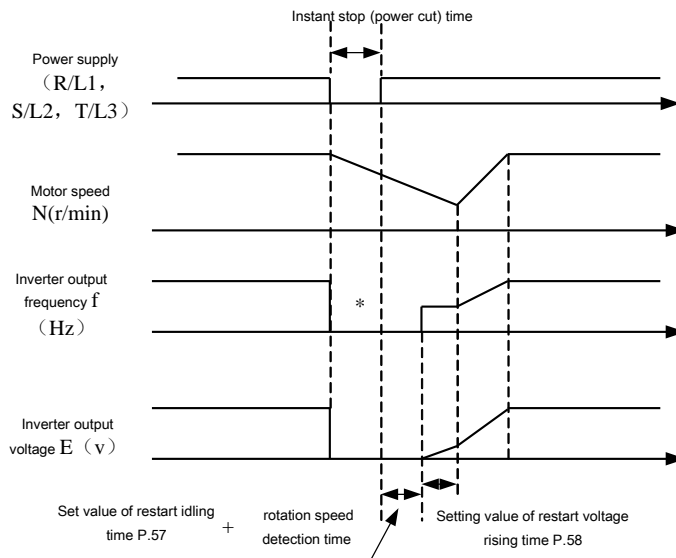 Instant stop (power cut) time
Power supply
（R/L1，
S/L2，T/L3）
Motor speed
N(r/min)
Inverter output
frequency f
（Hz）
*
Inverter output
voltage E（v）
Set value of restart idling
time P.57
+
rotation speed
detection time
Setting value of restart voltage
rising time P.58